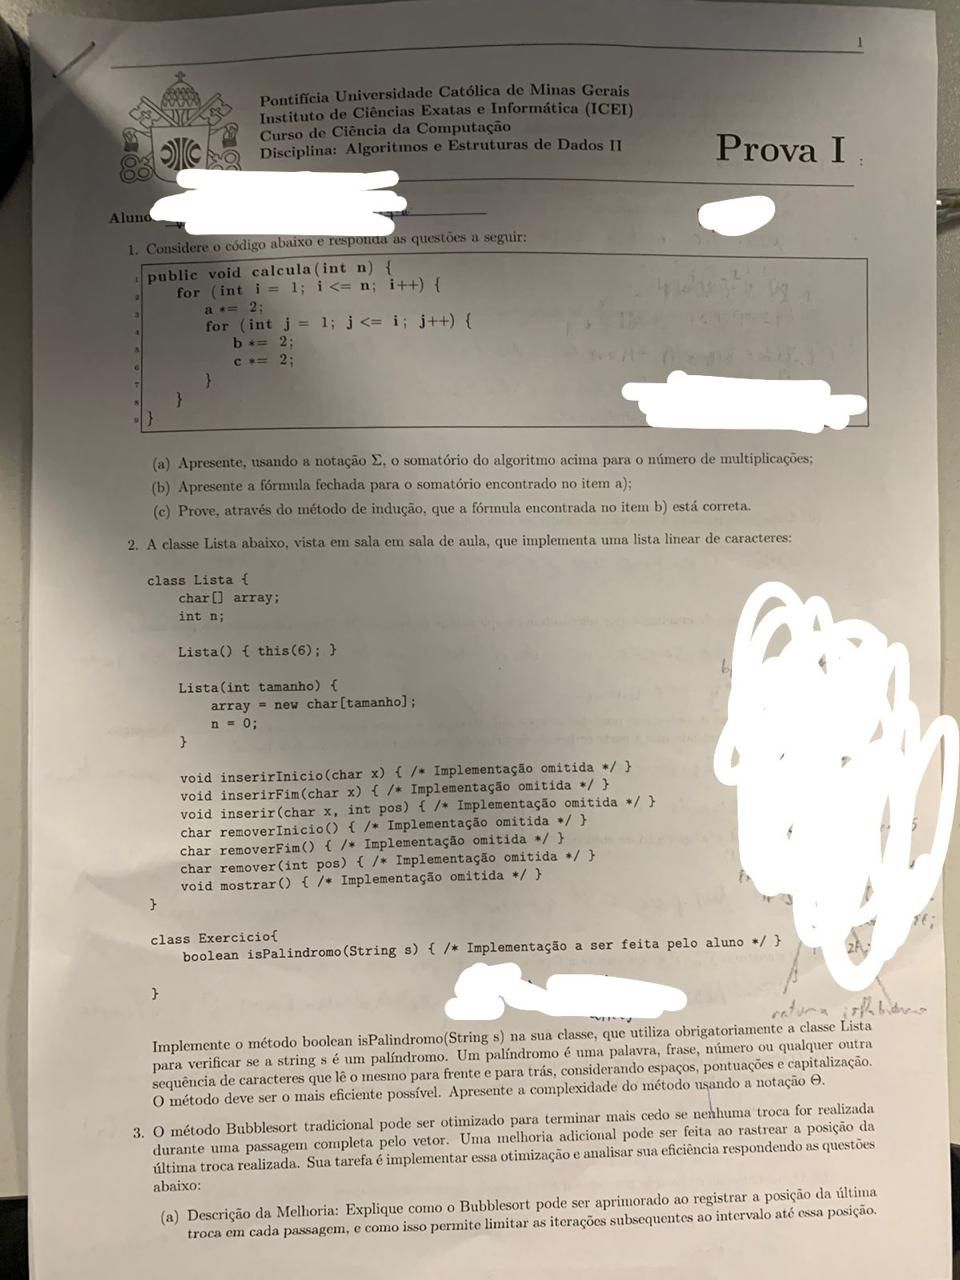 1
Pontifícia Universidade Católica de Minas Gerais
Instituto de Ciências Exatas e Informática (ICEI)
Curso de Ciência da Computação
Disciplina: Algoritmos e Estruturas de Dados II
Prova I
Aluno
1. Considere o código abaixo e responda as questões a seguir:
1 public void calcula(int n) {
2 for (int i = 1; i <= n; i++) {
3 a *= 2;
4 for (int j = 1; j <= i; j++) {
5 b *= 2;
6 c *= 2;
7 }
8 }
9 }
(a) Apresente, usando a notação Σ, o somatório do algoritmo acima para o número de multiplicações;
(b) Apresente a fórmula fechada para o somatório encontrado no item a);
(c) Prove, através do método de indução, que a fórmula encontrada no item b) está correta.
2. A classe Lista abaixo, vista em sala em sala de aula, que implementa uma lista linear de caracteres:
class Lista {
char[] array;
int n;
Lista() { this(6); }
Lista(int tamanho) {
array = new char[tamanho];
n = 0;
}
void inserirInicio(char x) { /* Implementação omitida */ }
void inserirFim(char x) { /* Implementação omitida */ }
void inserir(char x, int pos) { /* Implementação omitida */ }
char removerInicio() { /* Implementação omitida */ }
char removerFim() { /* Implementação omitida */ }
char remover(int pos) { /* Implementação omitida */ }
void mostrar() { /* Implementação omitida */ }
}
class Exercicio{
boolean isPalindromo(String s) { /* Implementação a ser feita pelo aluno */ }
}
Implemente o método boolean isPalindromo(String s) na sua classe, que utiliza obrigatoriamente a classe Lista
para verificar se a string s é um palíndromo. Um palíndromo é uma palavra, frase, número ou qualquer outra
sequência de caracteres que lê o mesmo para frente e para trás, considerando espaços, pontuações e capitalização.
O método deve ser o mais eficiente possível. Apresente a complexidade do método usando a notação Θ.
3. O método Bubblesort tradicional pode ser otimizado para terminar mais cedo se nenhuma troca for realizada
durante uma passagem completa pelo vetor. Uma melhoria adicional pode ser feita ao rastrear a posição da
última troca realizada. Sua tarefa é implementar essa otimização e analisar sua eficiência respondendo as questões
abaixo:
(a) Descrição da Melhoria: Explique como o Bubblesort pode ser aprimorado ao registrar a posição da última
troca em cada passagem, e como isso permite limitar as iterações subsequentes ao intervalo até essa posição.